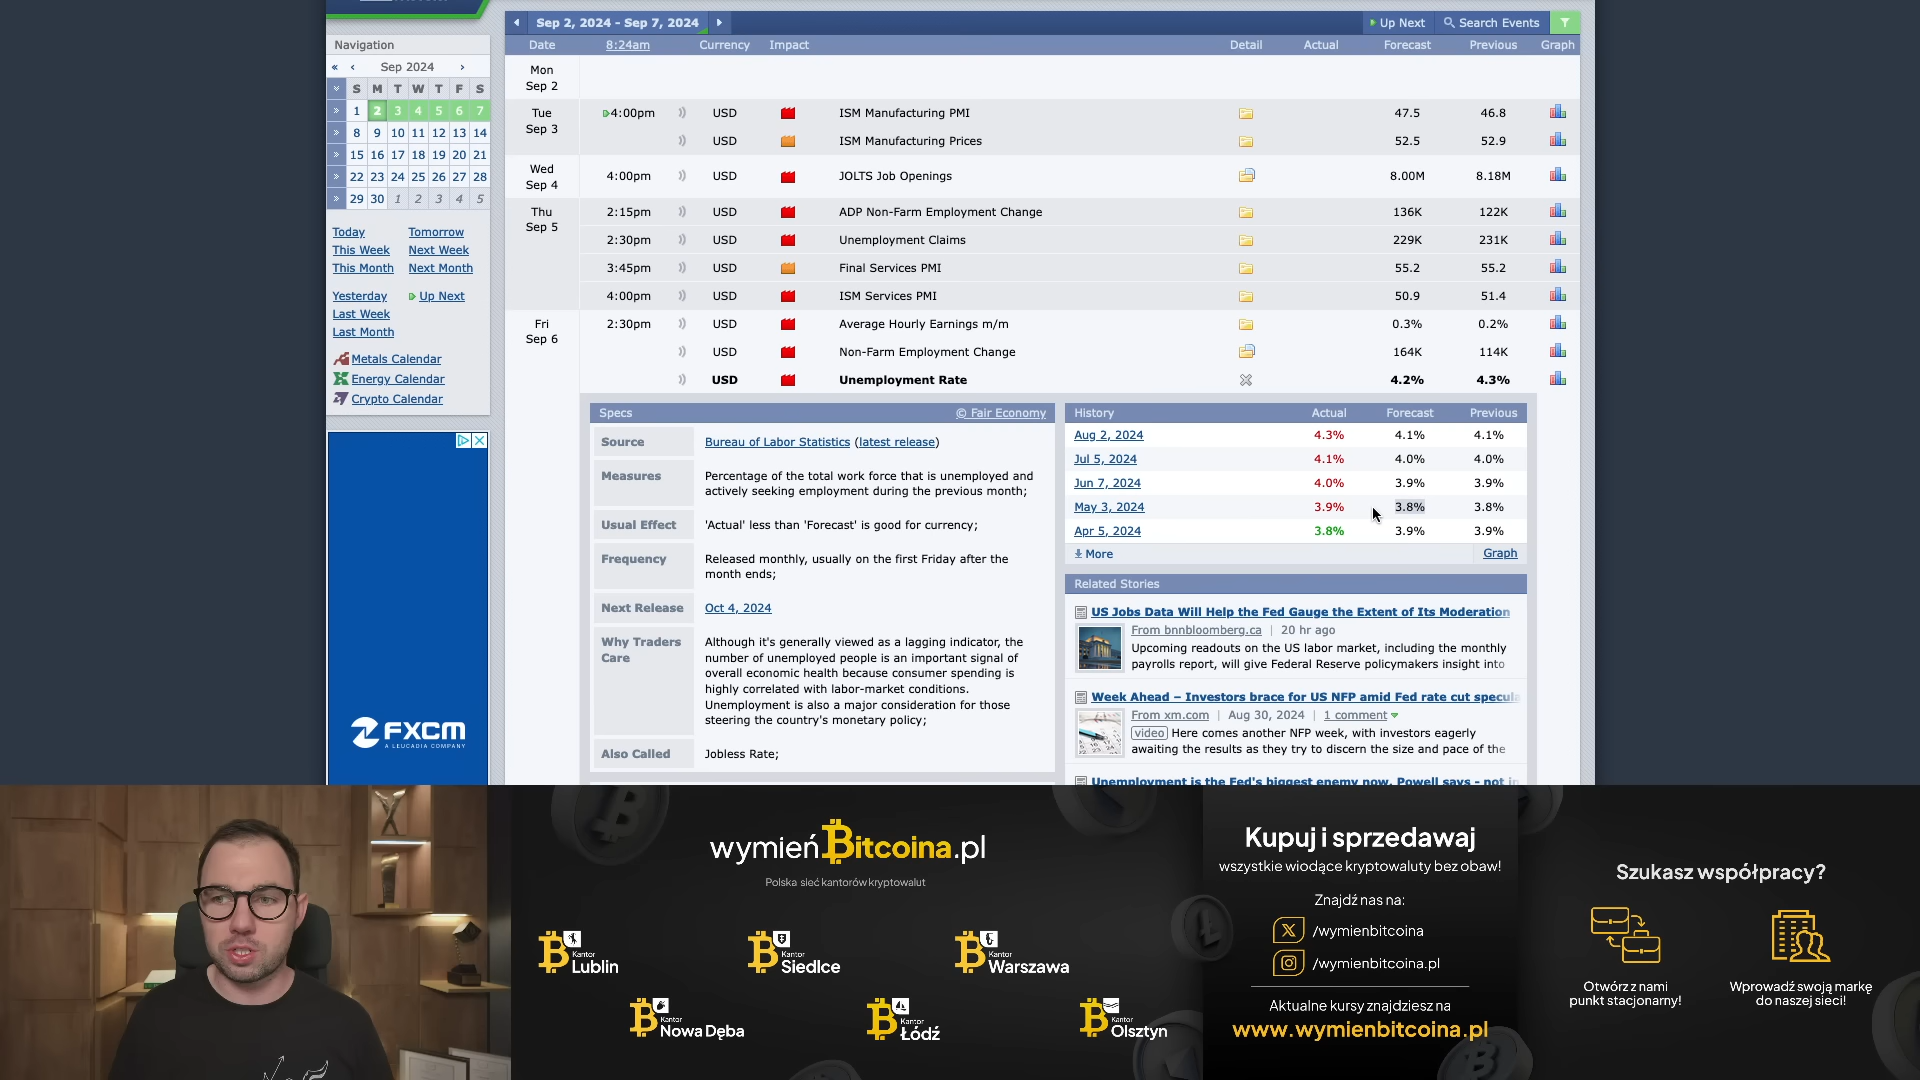 Sep 2, 2024 - Sep 7, 2024
Up Next
Search Events
Date 8:24am Currency Impact Detail Actual Forecast Previous Graph
Mon
Sep 2
Tue
Sep 3
4:00pm USD ISM Manufacturing PMI 47.5 46.8
USD ISM Manufacturing Prices 52.5 52.9
Wed
Sep 4
4:00pm USD JOLTS Job Openings 8.00M 8.18M
Thu
Sep 5
2:15pm USD ADP Non-Farm Employment Change 136K 122K
2:30pm USD Unemployment Claims 229K 231K
3:45pm USD Final Services PMI 55.2 55.2
4:00pm USD ISM Services PMI 50.9 51.4
Fri
Sep 6
2:30pm USD Average Hourly Earnings m/m 0.3% 0.2%
USD Non-Farm Employment Change 164K 114K
USD Unemployment Rate 4.2% 4.3%
Navigation
« ‹ Sep 2024 ›
S M T W T F S
1 2 3 4 5 6 7
8 9 10 11 12 13 14
15 16 17 18 19 20 21
22 23 24 25 26 27 28
29 30 1 2 3 4 5
Today Tomorrow
This Week Next Week
This Month Next Month
Yesterday Up Next
Last Week
Last Month
Metals Calendar
Energy Calendar
Crypto Calendar
FXCM
A LEUCADIA COMPANY
Specs © Fair Economy
Source Bureau of Labor Statistics (latest release)
Measures Percentage of the total work force that is unemployed and
actively seeking employment during the previous month;
Usual Effect 'Actual' less than 'Forecast' is good for currency;
Frequency Released monthly, usually on the first Friday after the
month ends;
Next Release Oct 4, 2024
Why Traders Care
Although it's generally viewed as a lagging indicator, the
number of unemployed people is an important signal of
overall economic health because consumer spending is
highly correlated with labor-market conditions.
Unemployment is also a major consideration for those
steering the country's monetary policy;
Also Called Jobless Rate;
History Actual Forecast Previous
Aug 2, 2024 4.3% 4.1% 4.1%
Jul 5, 2024 4.1% 4.0% 4.0%
Jun 7, 2024 4.0% 3.9% 3.9%
May 3, 2024 3.9% 3.8% 3.8%
Apr 5, 2024 3.8% 3.9% 3.9%
More Graph
Related Stories
US Jobs Data Will Help the Fed Gauge the Extent of Its Moderation
From bnnbloomberg.ca | 20 hr ago
Upcoming readouts on the US labor market, including the monthly
payrolls report, will give Federal Reserve policymakers insight into
Week Ahead – Investors brace for US NFP amid Fed rate cut specula
From xm.com | Aug 30, 2024 | 1 comment
video Here comes another NFP week, with investors eagerly
awaiting the results as they try to discern the size and pace of the
Unemployment is the Fed's biggest enemy now, Powell says - not in
wymieńBitcoina.pl
Polska sieć kantorów kryptowalut
Kantor
Lublin
Kantor
Siedlce
Kantor
Warszawa
Kantor
Nowa Dęba
Kantor
Łódź
Kantor
Olsztyn
Kupuj i sprzedawaj
wszystkie wiodące kryptowaluty bez obaw!
Znajdź nas na:
/wymienbitcoina
/wymienbitcoina.pl
Aktualne kursy znajdziesz na
www.wymienbitcoina.pl
Szukasz współpracy?
Otwórz z nami
punkt stacjonarny!
Wprowadź swoją markę
do naszej sieci!